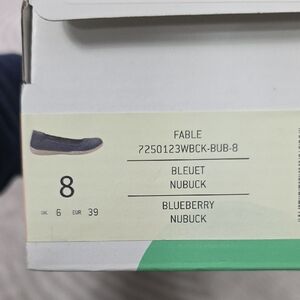 FABLE
7250123WBCK-BUB-8
BLEUET
NUBUCK
BLUEBERRY
NUBUCK
8
UK 6 EUR 39